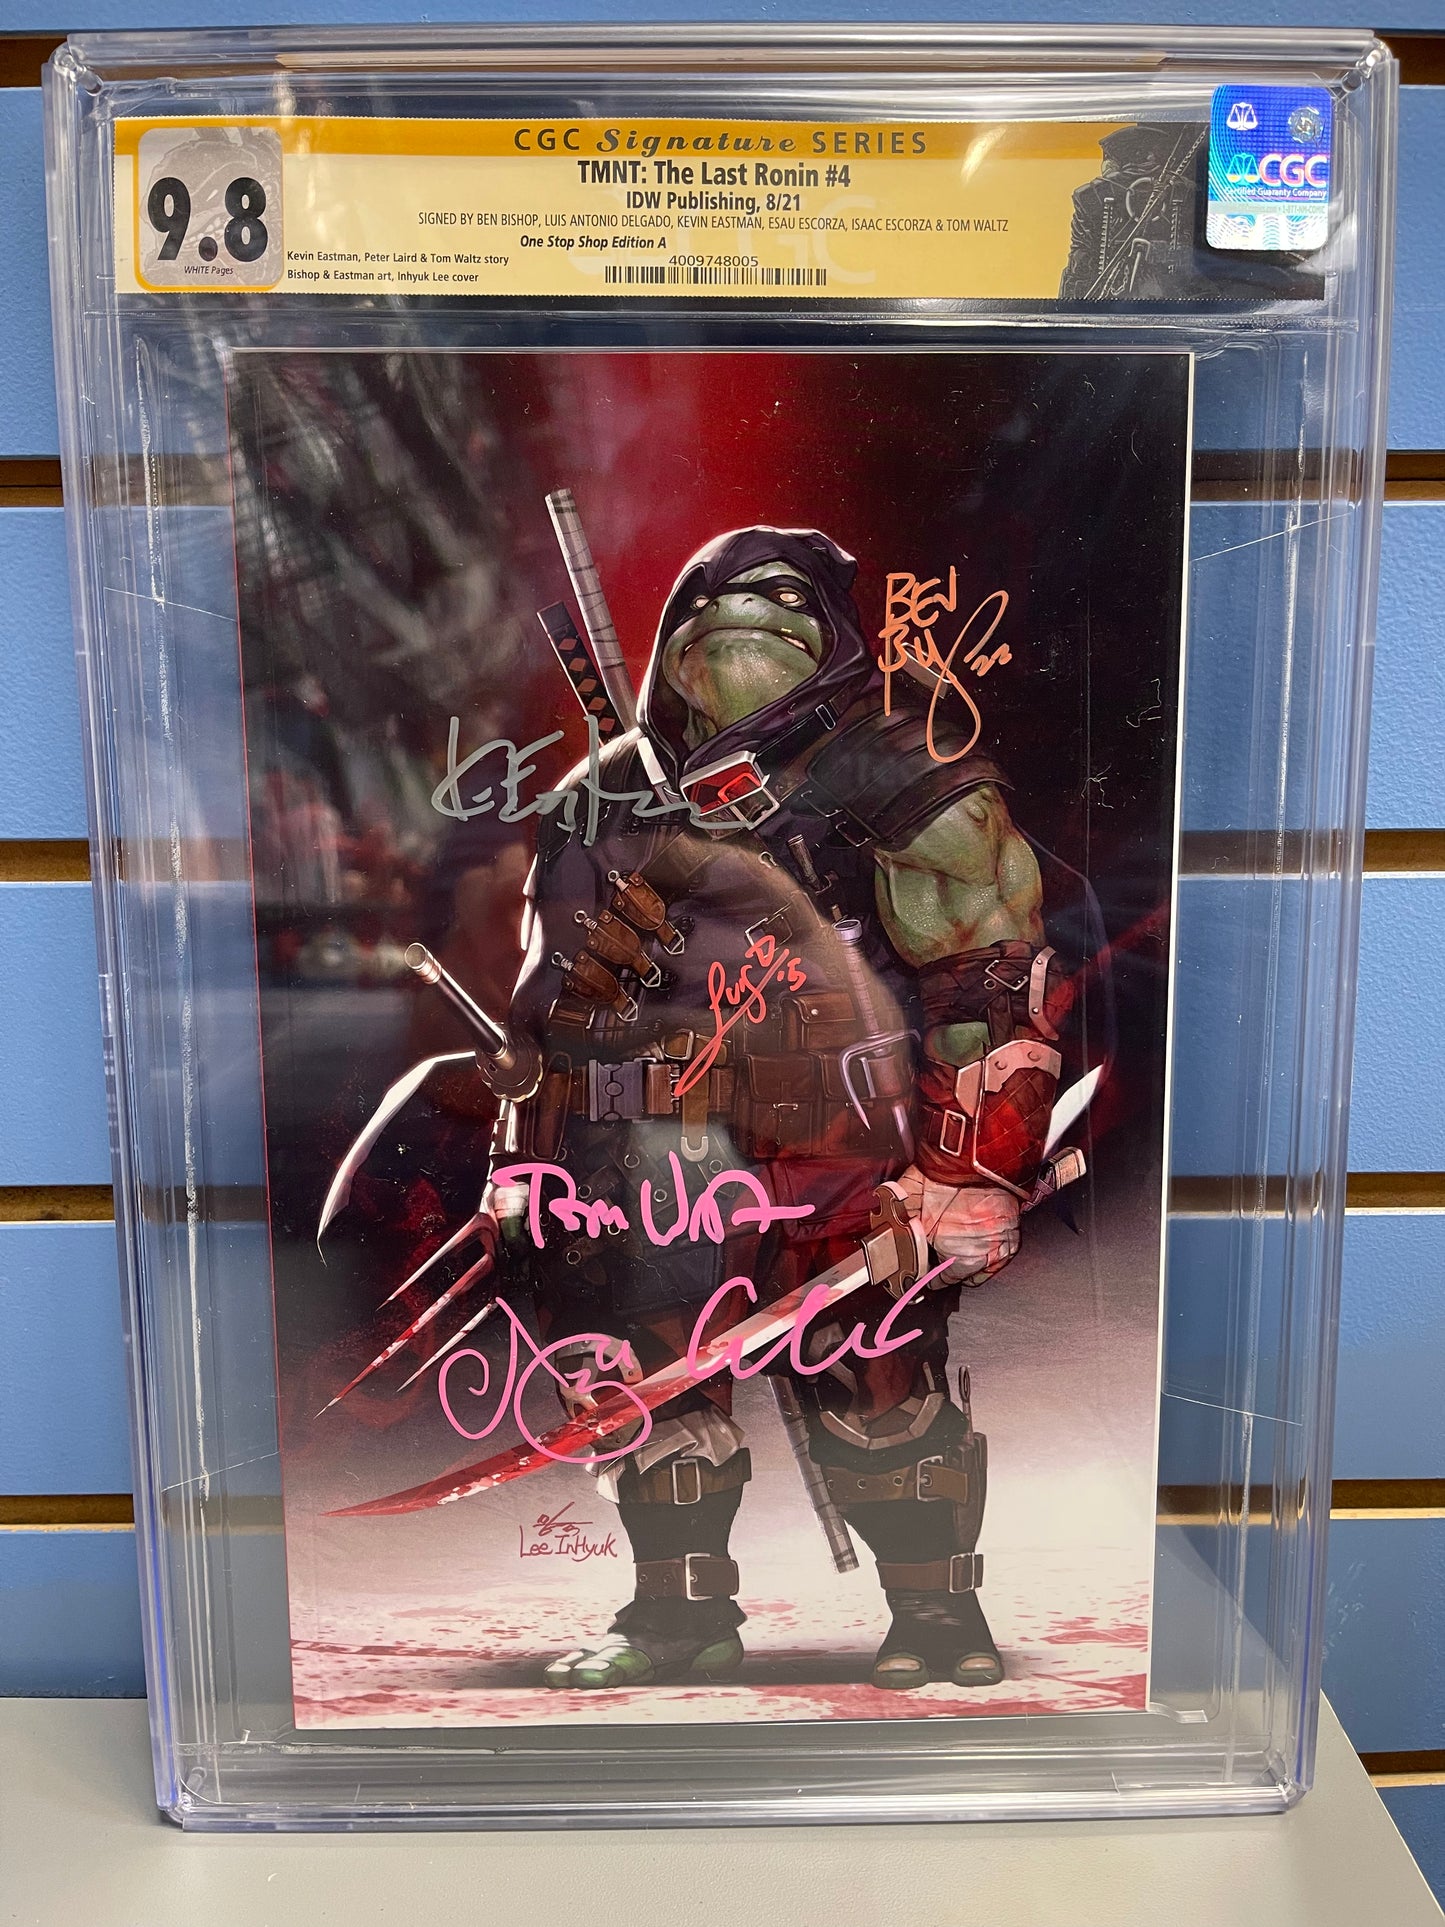 CGC Signature SERIES
TMNT: The Last Ronin #4
IDW Publishing, 8/21
SIGNED BY BEN BISHOP, LUIS ANTONIO DELGADO, KEVIN EASTMAN, ESAU ESCORZA, ISAAC ESCORZA & TOM WALTZ
One Stop Shop Edition A
9.8
WHITE Pages
Kevin Eastman, Peter Laird & Tom Waltz story
Bishop & Eastman art, Inhyuk Lee cover
4009748005
CGC
Certified Guaranty Company
BEN
Luis D
Tom
Lee InHyuk